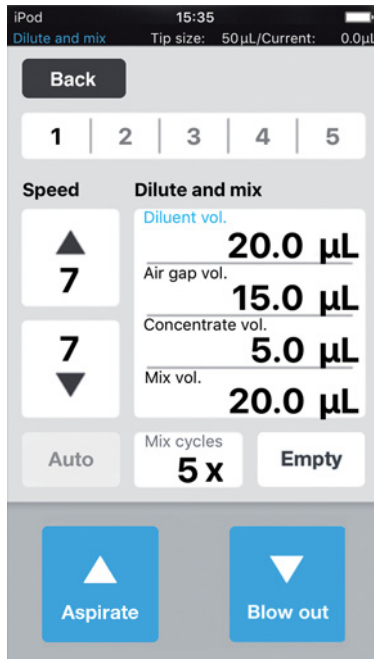 iPod 15:35
Dilute and mix Tip size: 50µL/Current: 0.0µL
Back
1 2 3 4 5
Speed Dilute and mix
Diluent vol.
20.0 µL
7
Air gap vol.
15.0 µL
Concentrate vol.
5.0 µL
7
Mix vol.
20.0 µL
Auto
Mix cycles
5 x
Empty
Aspirate Blow out